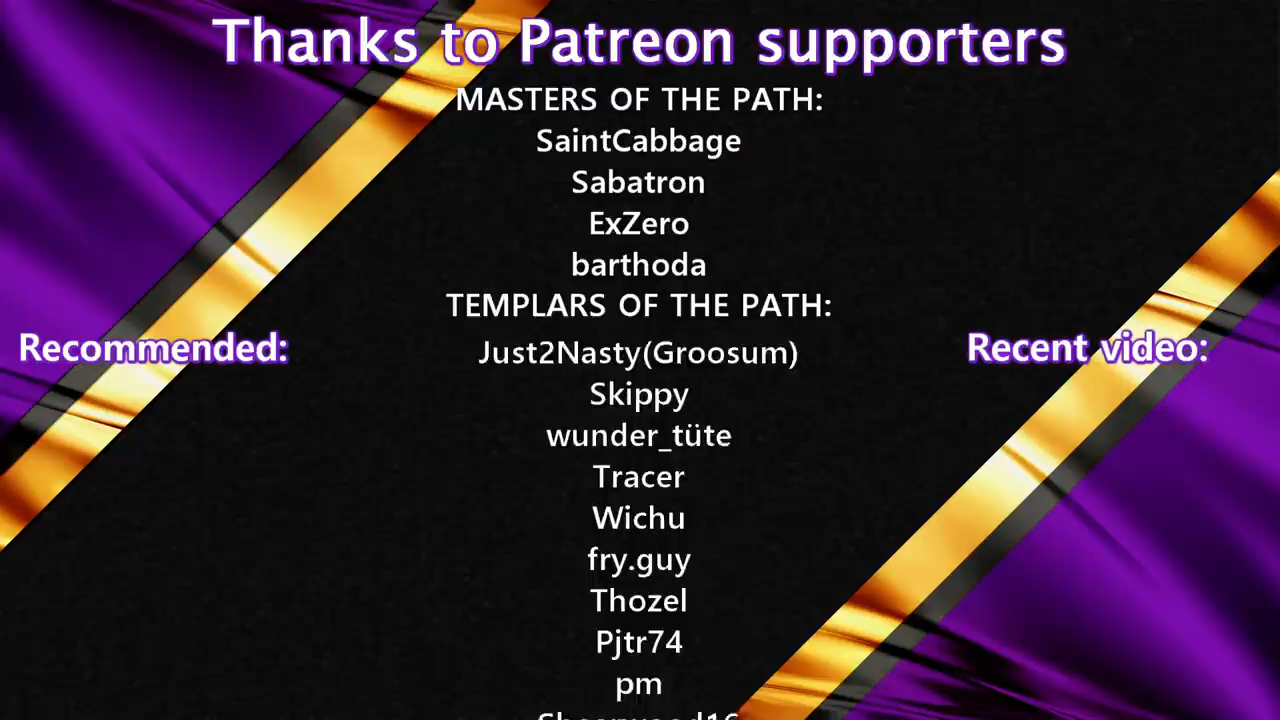 Thanks to Patreon supporters
MASTERS OF THE PATH:
SaintCabbage
Sabatron
ExZero
barthoda
TEMPLARS OF THE PATH:
Recommended:
Recent video:
Just2Nasty(Groosum)
Skippy
wunder_tüte
Tracer
Wichu
fry.guy
Thozel
Pjtr74
pm